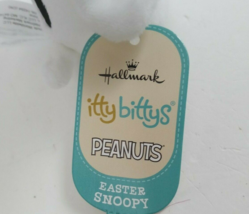 Hallmark
itty bittys®
PEANUTS
EASTER
SNOOPY